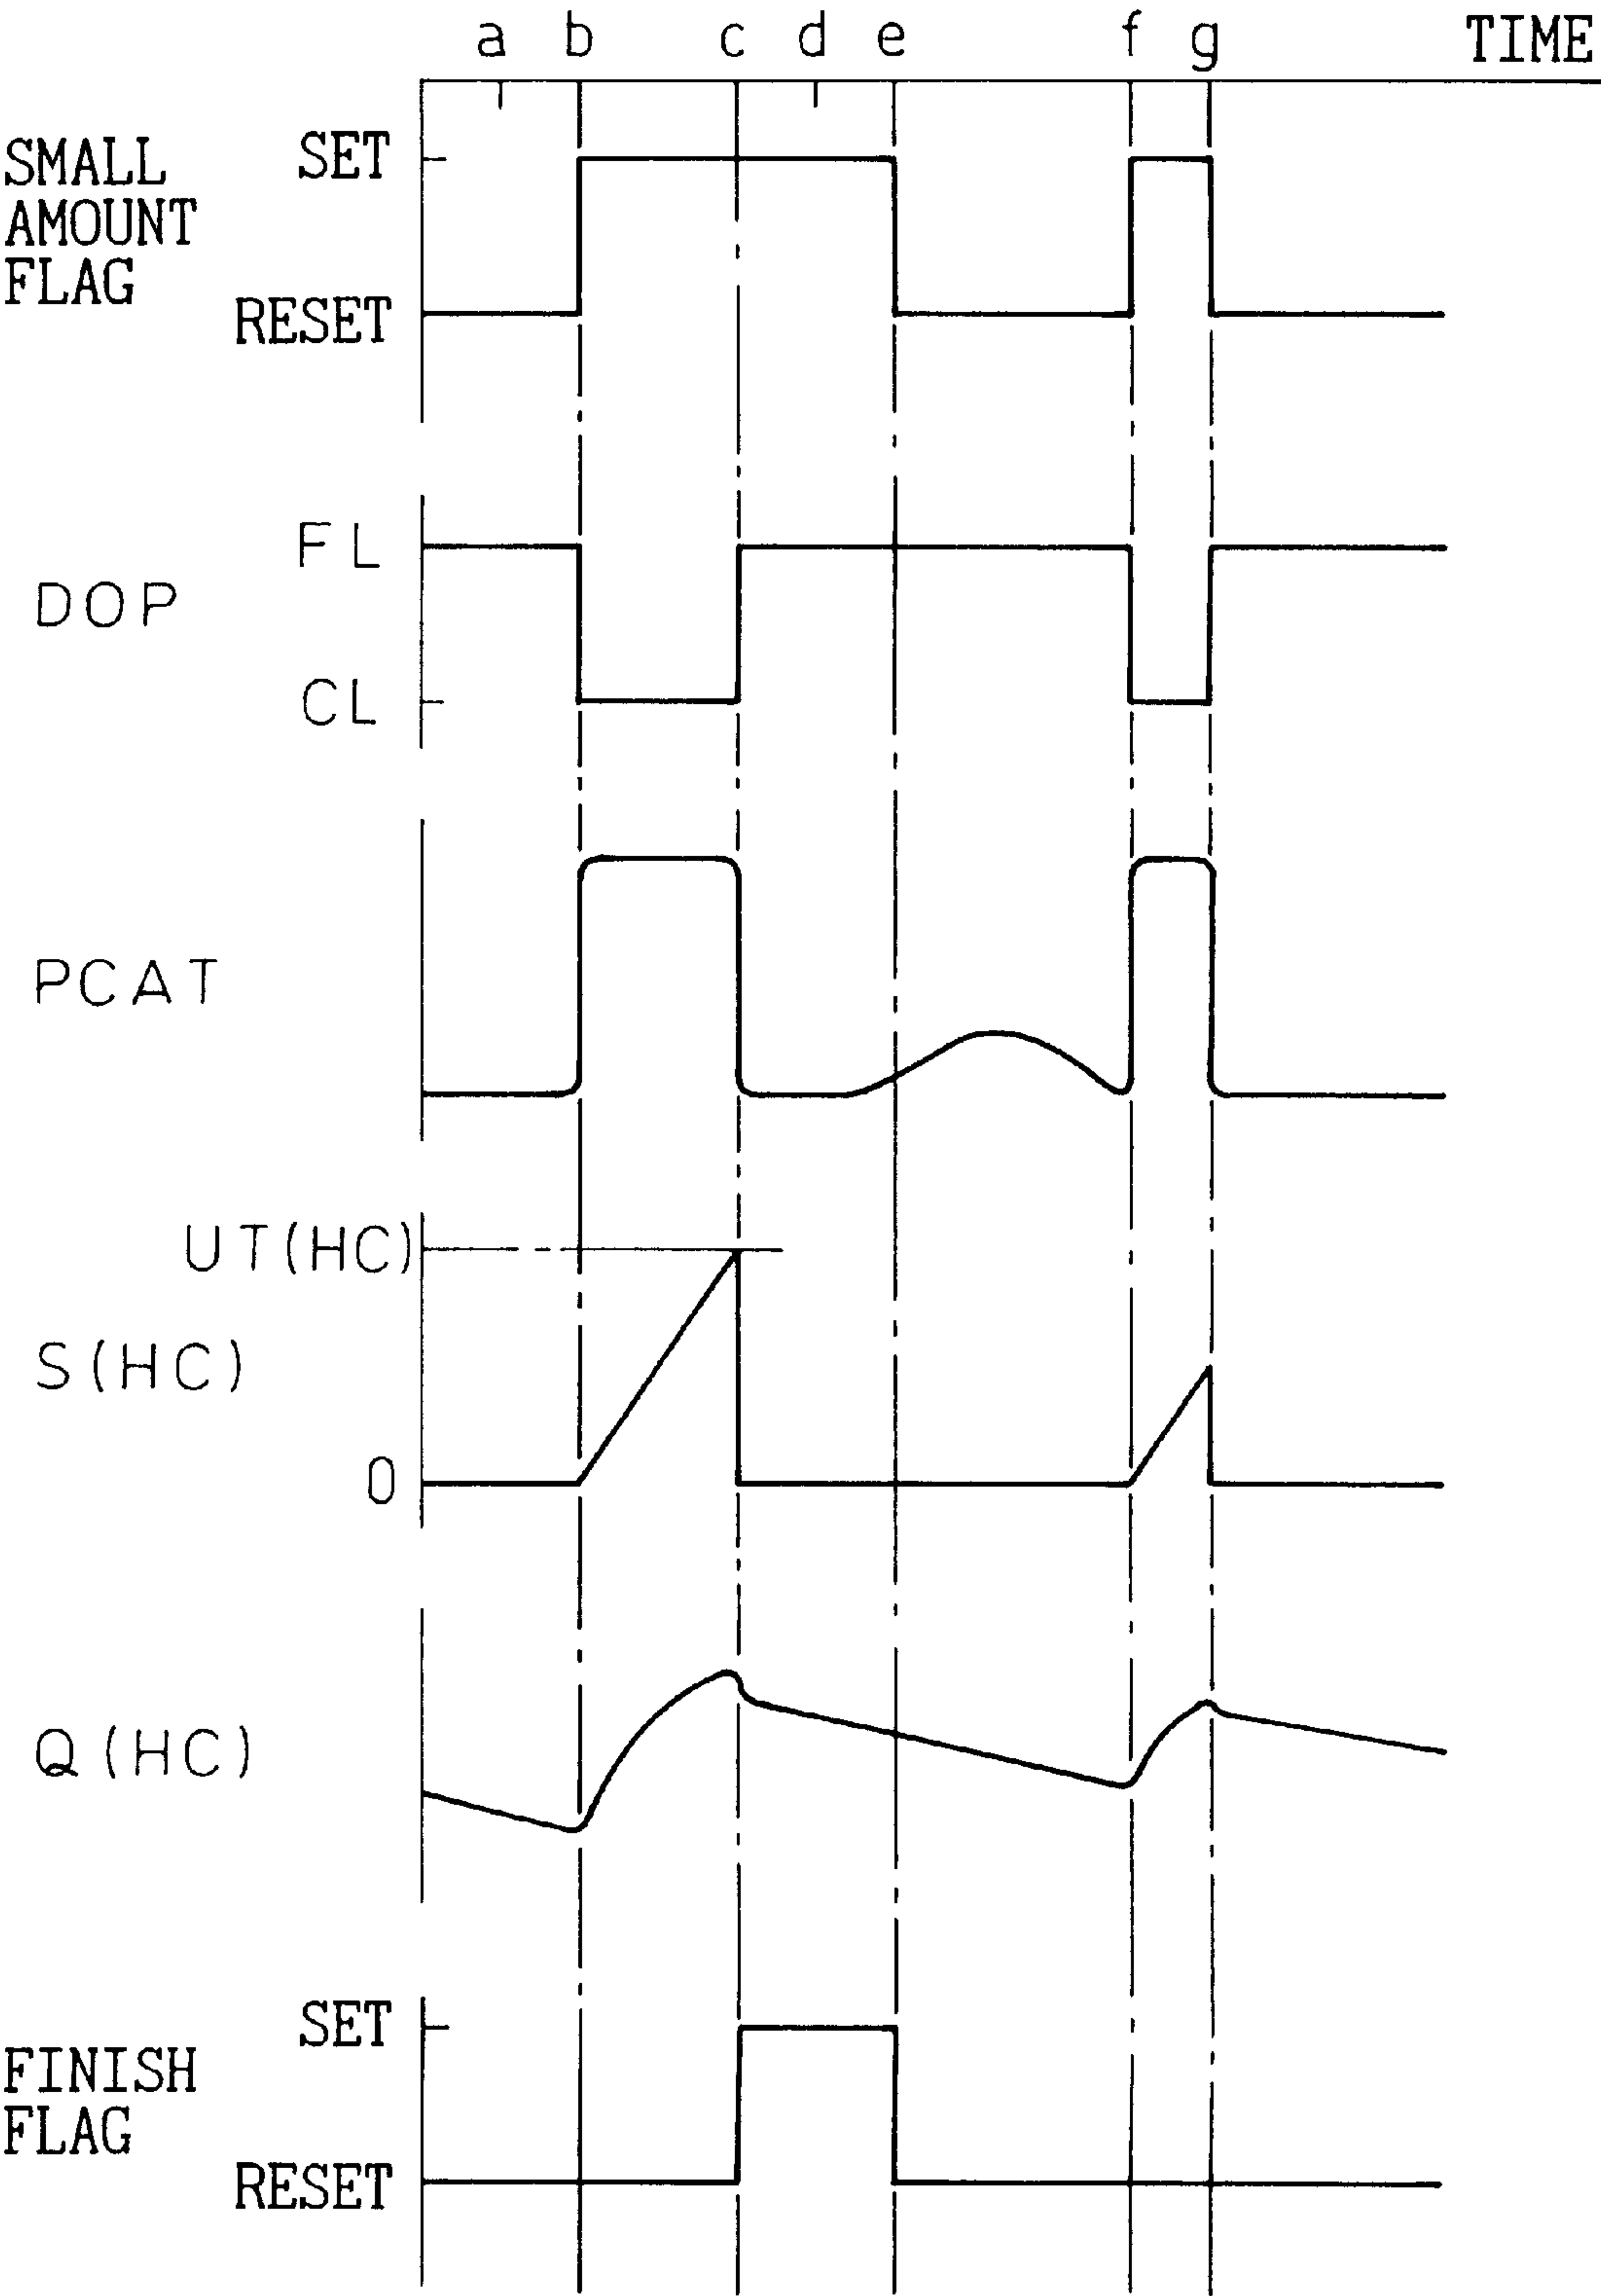 a b c d e f g TIME
SMALL
AMOUNT
FLAG
SET
RESET
DOP
FL
CL
PCAT
UT(HC)
S(HC)
0
Q(HC)
FINISH
FLAG
SET
RESET